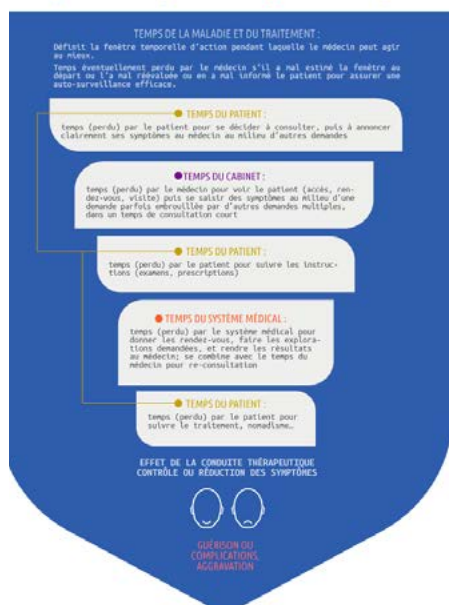 TEMPS DE LA MALADIE ET DU TRAITEMENT :
Définit la fenêtre temporelle d'action pendant laquelle le médecin peut agir
au mieux.
Temps éventuellement perdu par le médecin s'il a mal estimé la fenêtre au
départ ou l'a mal réévaluée ou en a mal informé le patient pour assurer une
auto-surveillance efficace.
TEMPS DU PATIENT :
temps (perdu) par le patient pour se décider à consulter, puis à annoncer
clairement ses symptômes au médecin au milieu d'autres demandes
TEMPS DU CABINET :
temps (perdu) par le médecin pour voir le patient (accès, ren-
dez-vous, visite) puis se saisir des symptômes au milieu d'une
demande parfois embrouillée par d'autres demandes multiples,
dans un temps de consultation court
TEMPS DU PATIENT :
temps (perdu) par le patient pour suivre les instruc-
tions (examens, prescriptions)
TEMPS DU SYSTÈME MÉDICAL :
temps (perdu) par le système médical pour
donner les rendez-vous, faire les explora-
tions demandées, et rendre les résultats
au médecin; se combine avec le temps du
médecin pour re-consultation
TEMPS DU PATIENT :
temps (perdu) par le patient pour
suivre le traitement, nomadisme…
EFFET DE LA CONDUITE THÉRAPEUTIQUE
CONTRÔLE OU RÉDUCTION DES SYMPTÔMES
GUÉRISON OU
COMPLICATIONS,
AGGRAVATION